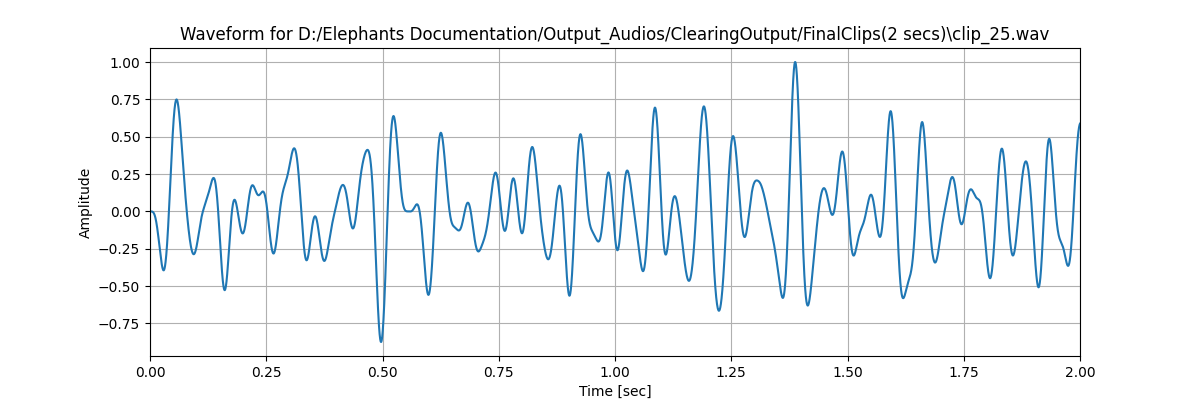 Waveform for D:/Elephants Documentation/Output_Audios/ClearingOutput/FinalClips(2 secs)\clip_25.wav
1.00
0.75
0.50
0.25
0.00
−0.25
−0.50
−0.75
Amplitude
0.00 0.25 0.50 0.75 1.00 1.25 1.50 1.75 2.00
Time [sec]